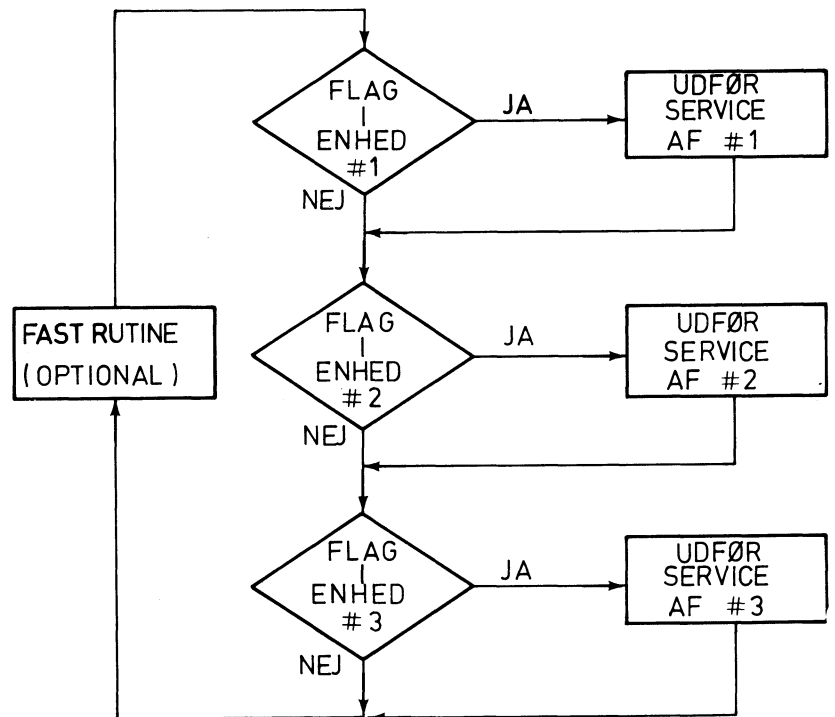 FLAG
I
ENHED
#1
JA
UDFØR
SERVICE
AF #1
NEJ
FAST RUTINE
(OPTIONAL)
FLAG
I
ENHED
#2
JA
UDFØR
SERVICE
AF #2
NEJ
FLAG
I
ENHED
#3
JA
UDFØR
SERVICE
AF #3
NEJ